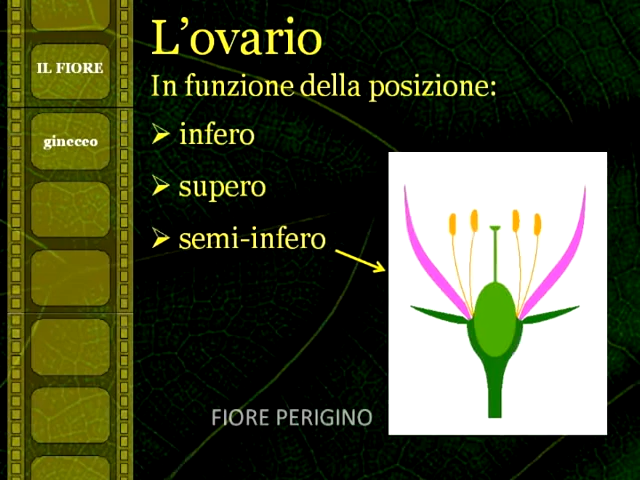 L’ovario
In funzione della posizione:
➢ infero
➢ supero
➢ semi-infero
IL FIORE
gineceo
FIORE PERIGINO